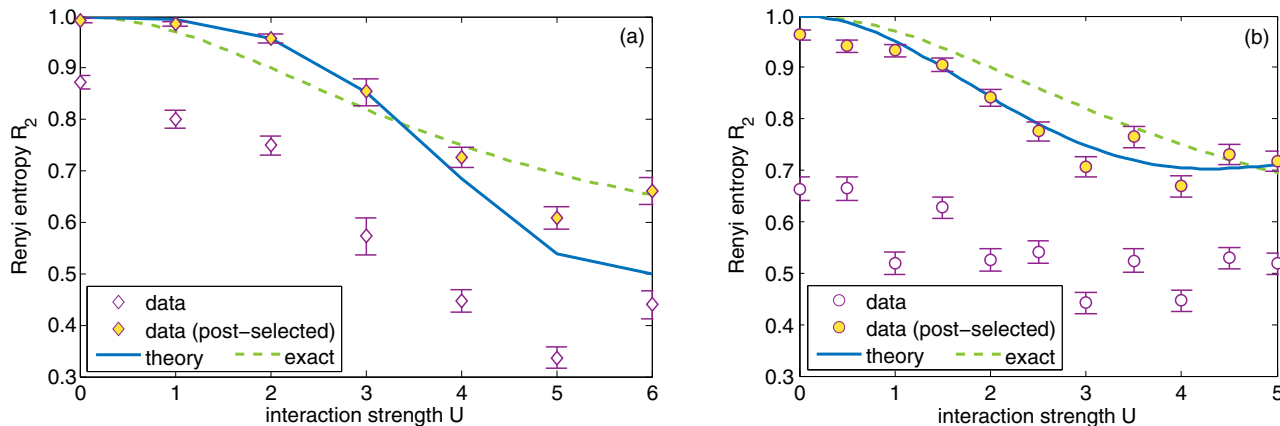 1.0
0.9
0.8
0.7
0.6
0.5
0.4
0.3
Renyi entropy R_2
(a)
data
data (post−selected)
theory
exact
0 1 2 3 4 5 6
interaction strength U
1.0
0.9
0.8
0.7
0.6
0.5
0.4
0.3
Renyi entropy R_2
(b)
data
data (post−selected)
theory
exact
0 1 2 3 4 5
interaction strength U